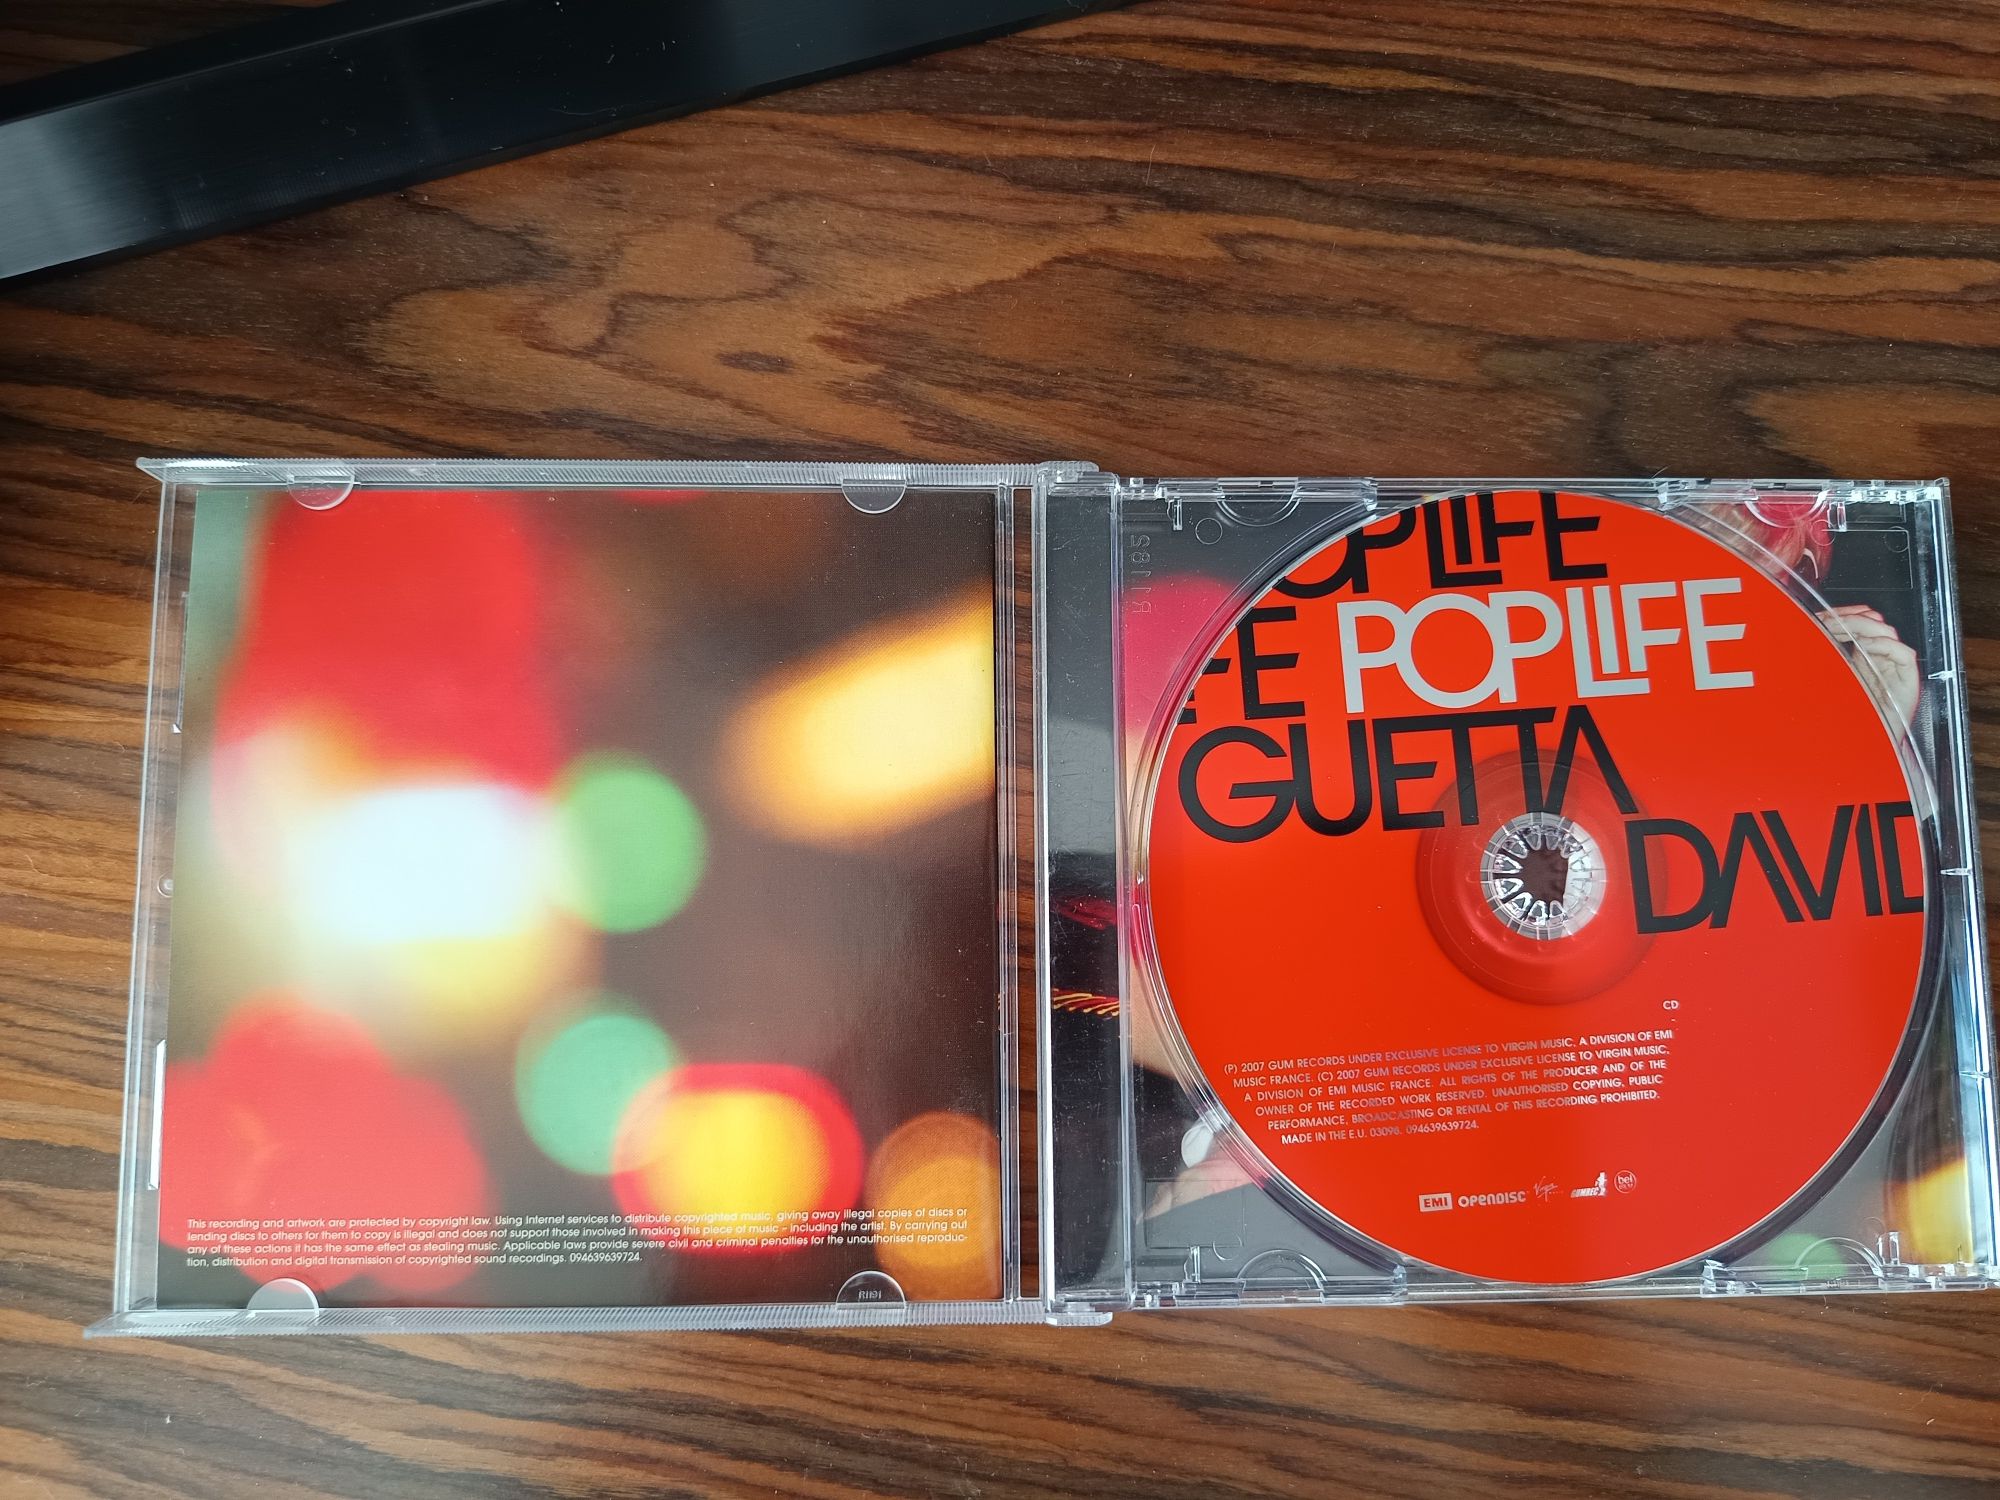 This recording and artwork are protected by copyright law. Using Internet services to distribute copyrighted music, giving away illegal copies of discs or
lending discs to others for them to copy is illegal and does not support those involved in making this piece of music – including the artist. By carrying out
any of these actions it has the same effect as stealing music. Applicable laws provide severe civil and criminal penalties for the unauthorised reproduc-
tion, distribution and digital transmission of copyrighted sound recordings. 094639639724.
R1191
OPLIFE
FE POPLIFE
GUETTA
DAVID
CD
(P) 2007 GUM RECORDS UNDER EXCLUSIVE LICENSE TO VIRGIN MUSIC, A DIVISION OF EMI
MUSIC FRANCE. (C) 2007 GUM RECORDS UNDER EXCLUSIVE LICENSE TO VIRGIN MUSIC,
A DIVISION OF EMI MUSIC FRANCE. ALL RIGHTS OF THE PRODUCER AND OF THE
OWNER OF THE RECORDED WORK RESERVED. UNAUTHORISED COPYING, PUBLIC
PERFORMANCE, BROADCASTING OR RENTAL OF THIS RECORDING PROHIBITED.
MADE IN THE E.U. 03098. 094639639724.
EMI OPENDISC Virgin GUMREC